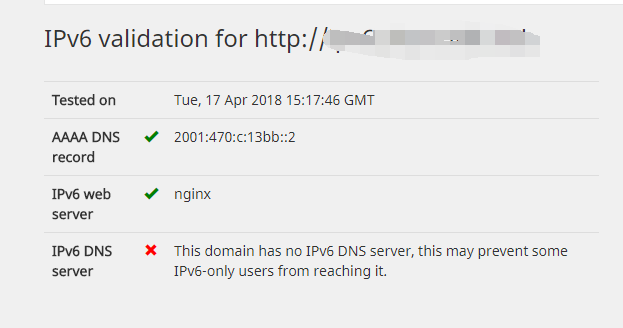 IPv6 validation for http://
Tested on Tue, 17 Apr 2018 15:17:46 GMT
AAAA DNS
record
2001:470:c:13bb::2
IPv6 web
server
nginx
IPv6 DNS
server
This domain has no IPv6 DNS server, this may prevent some
IPv6-only users from reaching it.